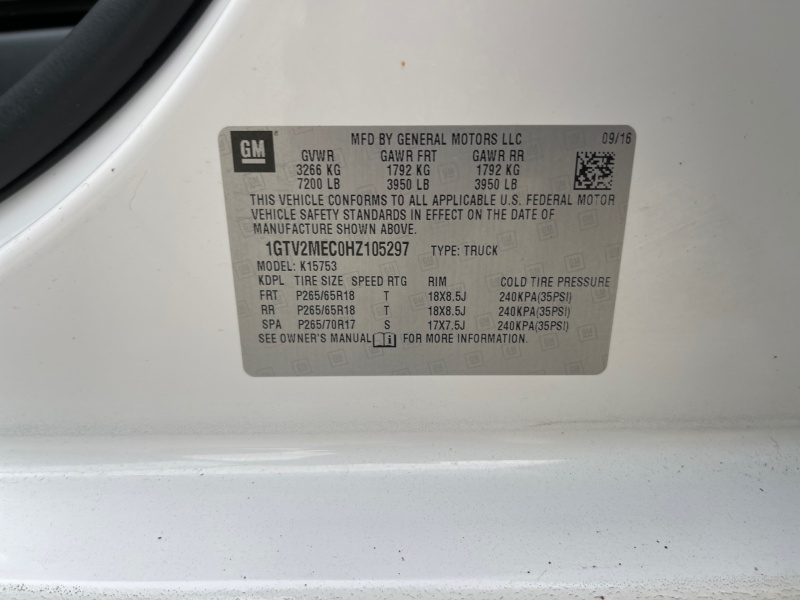 GM MFD BY GENERAL MOTORS LLC 09/16
GVWR GAWR FRT GAWR RR
3266 KG 1792 KG 1792 KG
7200 LB 3950 LB 3950 LB
THIS VEHICLE CONFORMS TO ALL APPLICABLE U.S. FEDERAL MOTOR
VEHICLE SAFETY STANDARDS IN EFFECT ON THE DATE OF
MANUFACTURE SHOWN ABOVE.
1GTV2MEC0HZ105297 TYPE: TRUCK
MODEL: K15753
KDPL TIRE SIZE SPEED RTG RIM COLD TIRE PRESSURE
FRT P265/65R18 T 18X8.5J 240KPA(35PSI)
RR P265/65R18 T 18X8.5J 240KPA(35PSI)
SPA P265/70R17 S 17X7.5J 240KPA(35PSI)
SEE OWNER'S MANUAL FOR MORE INFORMATION.